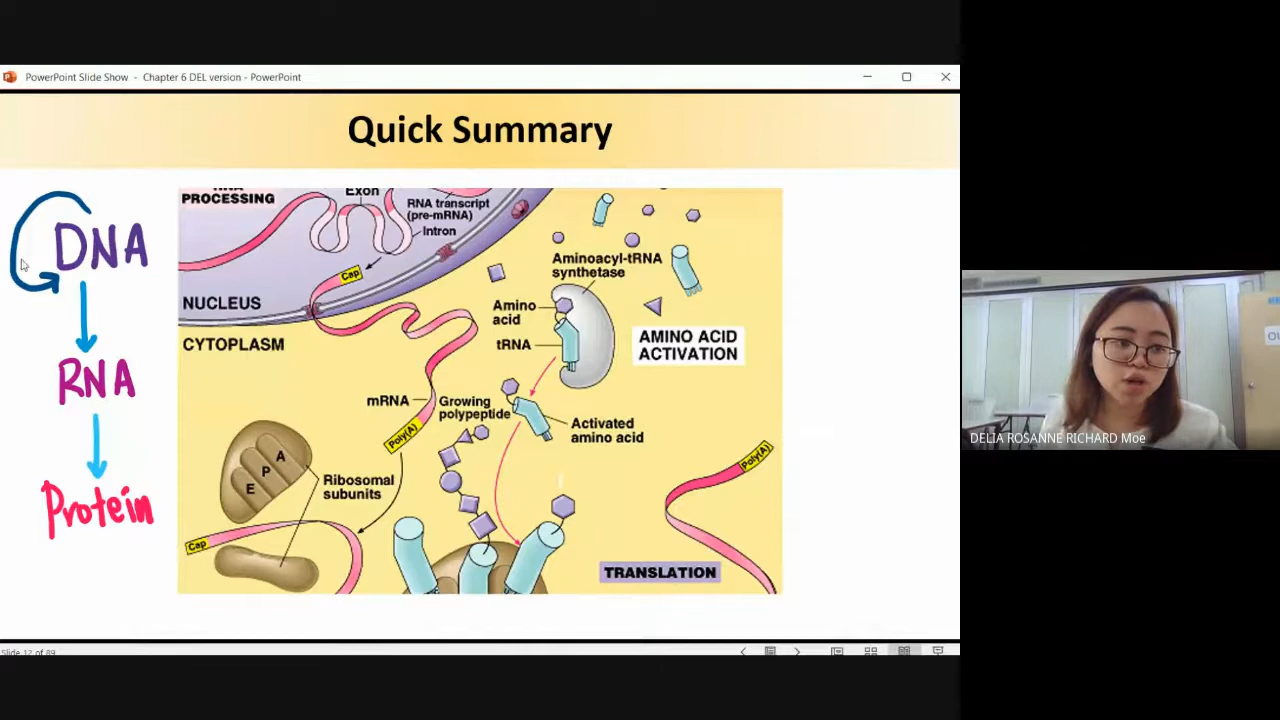 PowerPoint Slide Show - Chapter 6 DEL version - PowerPoint
Quick Summary
DNA
RNA
Protein
PROCESSING
Exon
RNA transcript
(pre-mRNA)
Intron
Cap
NUCLEUS
CYTOPLASM
Aminoacyl-tRNA
synthetase
Amino
acid
tRNA
AMINO ACID
ACTIVATION
mRNA
Growing
polypeptide
Poly(A)
Activated
amino acid
A
P
E
Ribosomal
subunits
Cap
Poly(A)
TRANSLATION
Slide 12 of 89
DELIA ROSANNE RICHARD Moe